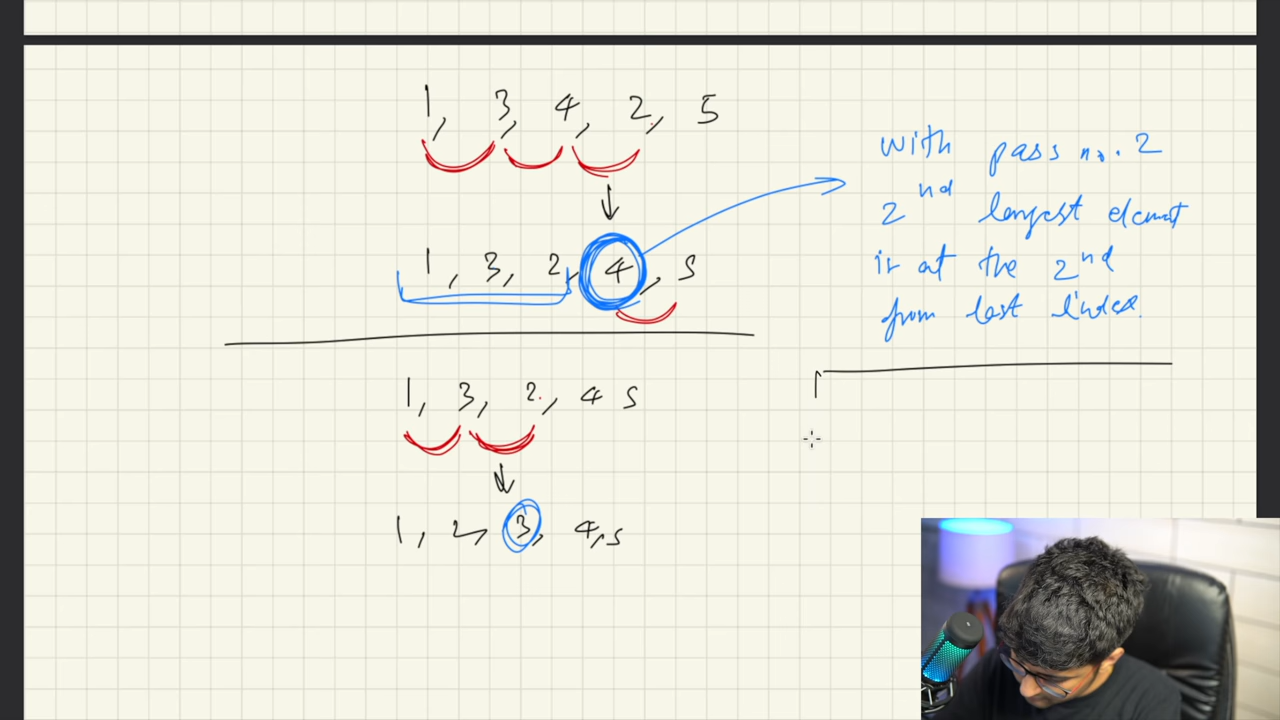 1, 3, 4, 2, 5
1, 3, 2, 4, 5
1, 3, 2, 4 5
1, 2, 3, 4, 5
With pass no. 2
2nd largest element
is at the 2nd
from last index.